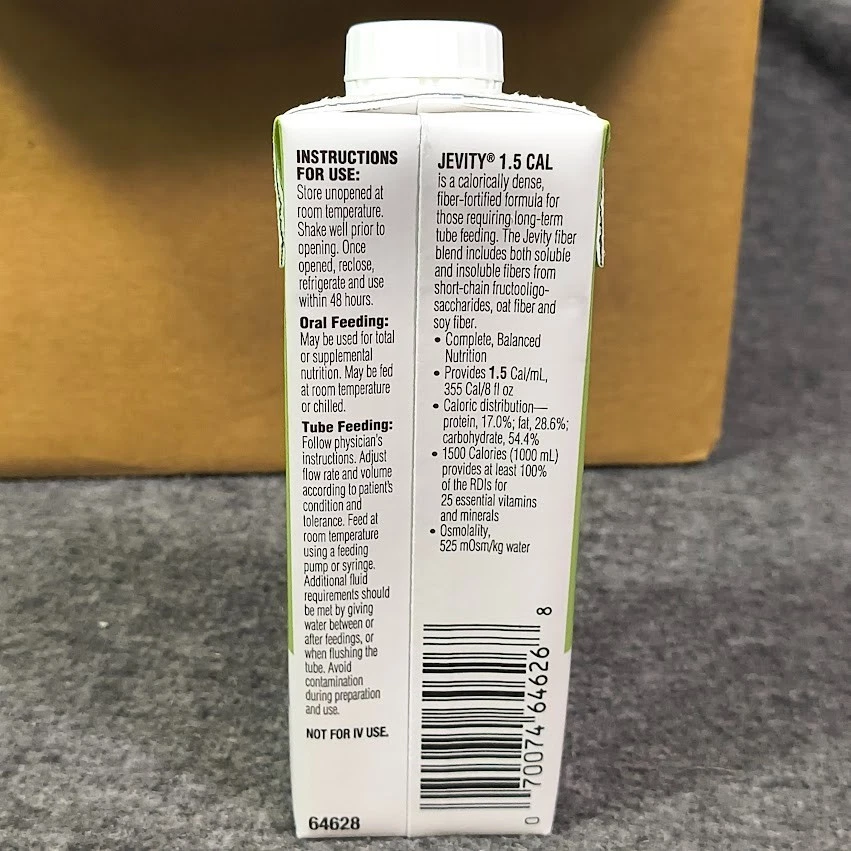 INSTRUCTIONS
FOR USE:
Store unopened at
room temperature.
Shake well prior to
opening. Once
opened, reclose,
refrigerate and use
within 48 hours.
Oral Feeding:
May be used for total
or supplemental
nutrition. May be fed
at room temperature
or chilled.
Tube Feeding:
Follow physician's
instructions. Adjust
flow rate and volume
according to patient's
condition and
tolerance. Feed at
room temperature
using a feeding
pump or syringe.
Additional fluid
requirements should
be met by giving
water between or
after feedings, or
when flushing the
tube. Avoid
contamination
during preparation
and use.
NOT FOR IV USE.
64628
JEVITY® 1.5 CAL
is a calorically dense,
fiber-fortified formula for
those requiring long-term
tube feeding. The Jevity fiber
blend includes both soluble
and insoluble fibers from
short-chain fructooligo-
saccharides, oat fiber and
soy fiber.
• Complete, Balanced
Nutrition
• Provides 1.5 Cal/mL,
355 Cal/8 fl oz
• Caloric distribution—
protein, 17.0%; fat, 28.6%;
carbohydrate, 54.4%
• 1500 Calories (1000 mL)
provides at least 100%
of the RDIs for
25 essential vitamins
and minerals
• Osmolality,
525 mOsm/kg water
0 70074 64626 8